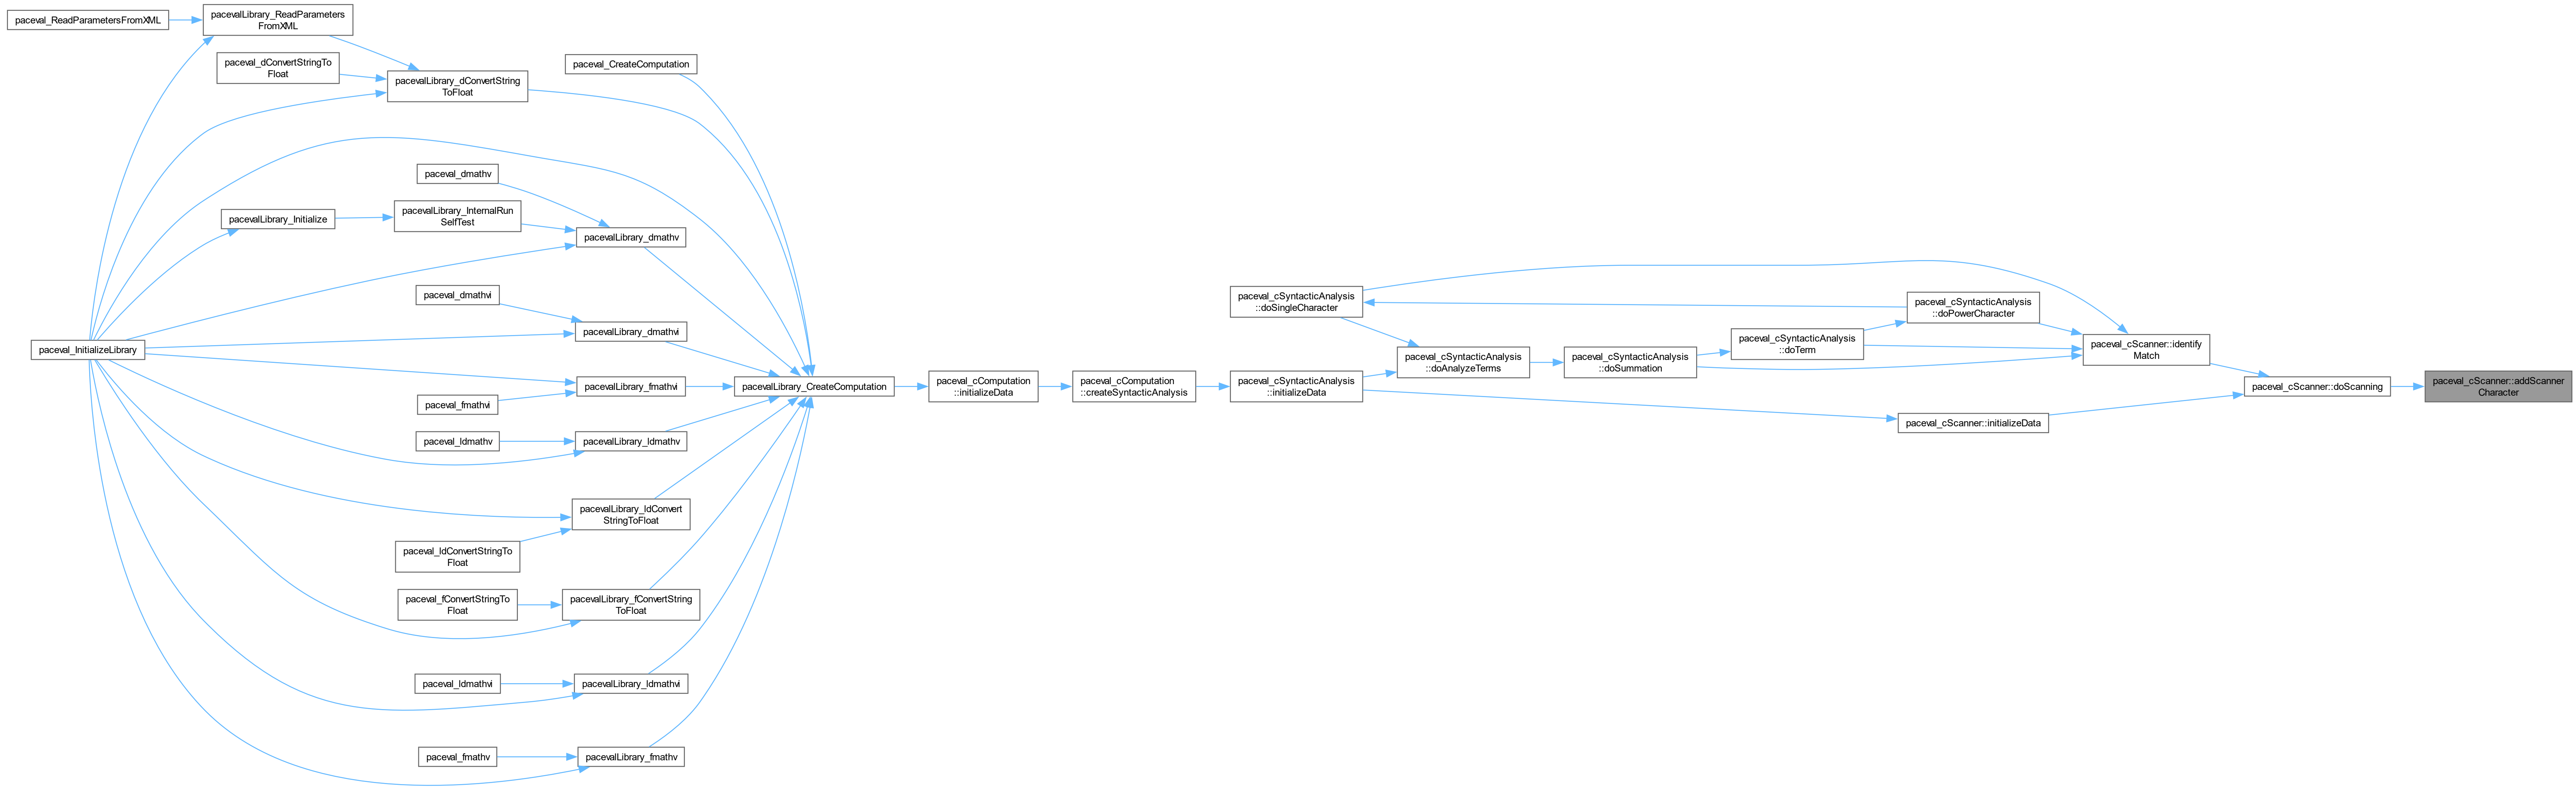 paceval_ReadParametersFromXML
pacevalLibrary_ReadParameters
FromXML
paceval_dConvertStringTo
Float
pacevalLibrary_dConvertString
ToFloat
paceval_CreateComputation
paceval_dmathv
pacevalLibrary_Initialize
pacevalLibrary_InternalRun
SelfTest
pacevalLibrary_dmathv
paceval_dmathvi
pacevalLibrary_dmathvi
paceval_InitializeLibrary
pacevalLibrary_fmathvi
paceval_fmathvi
paceval_ldmathv
pacevalLibrary_ldmathv
pacevalLibrary_ldConvert
StringToFloat
paceval_ldConvertStringTo
Float
paceval_fConvertStringTo
Float
pacevalLibrary_fConvertString
ToFloat
paceval_ldmathvi
pacevalLibrary_ldmathvi
paceval_fmathv
pacevalLibrary_fmathv
pacevalLibrary_CreateComputation
paceval_cComputation
::initializeData
paceval_cComputation
::createSyntacticAnalysis
paceval_cSyntacticAnalysis
::initializeData
paceval_cSyntacticAnalysis
::doSingleCharacter
paceval_cSyntacticAnalysis
::doAnalyzeTerms
paceval_cSyntacticAnalysis
::doSummation
paceval_cSyntacticAnalysis
::doTerm
paceval_cSyntacticAnalysis
::doPowerCharacter
paceval_cScanner::identify
Match
paceval_cScanner::initializeData
paceval_cScanner::doScanning
paceval_cScanner::addScanner
Character